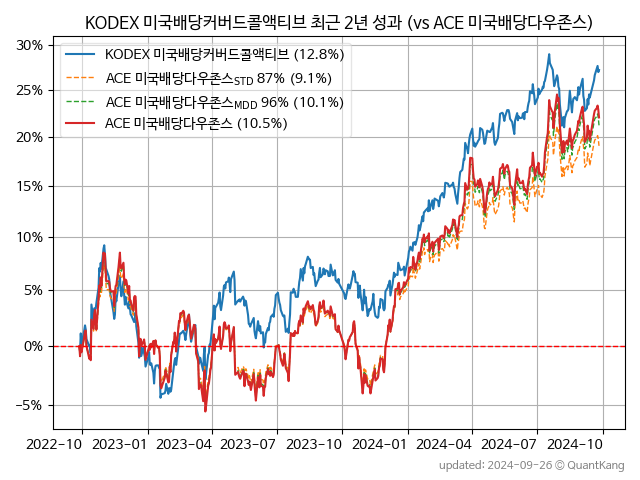 KODEX 미국배당커버드콜액티브 최근 2년 성과 (vs ACE 미국배당다우존스)
KODEX 미국배당커버드콜액티브 (12.8%)
ACE 미국배당다우존스STD 87% (9.1%)
ACE 미국배당다우존스MDD 96% (10.1%)
ACE 미국배당다우존스 (10.5%)
30%
25%
20%
15%
10%
5%
0%
−5%
2022-10 2023-01 2023-04 2023-07 2023-10 2024-01 2024-04 2024-07 2024-10
updated: 2024-09-26 © QuantKang